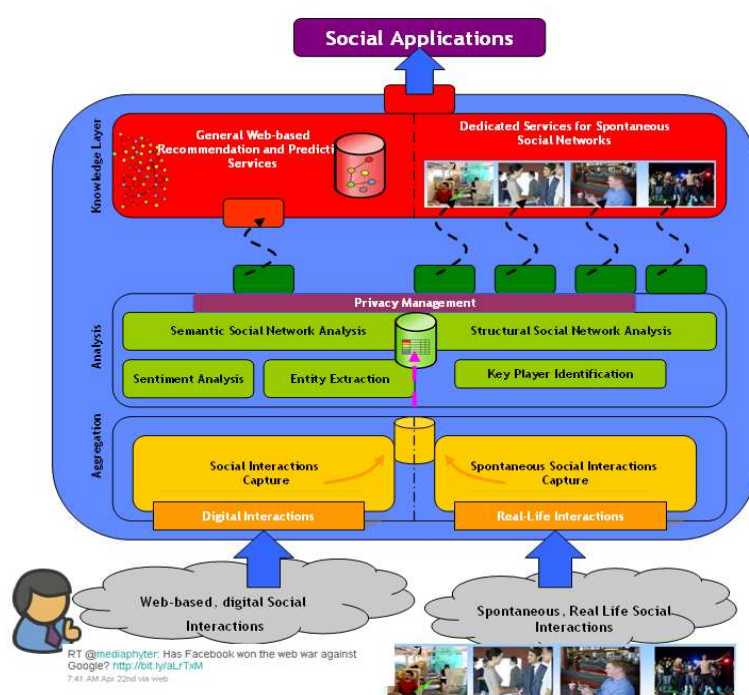 Social Applications
Knowledge Layer
General Web-based
Recommendation and Predicti
Services
Dedicated Services for Spontaneous
Social Networks
Analysis
Privacy Management
Semantic Social Network Analysis
Structural Social Network Analysis
Sentiment Analysis
Entity Extraction
Key Player Identification
Aggregation
Social Interactions
Capture
Spontaneous Social Interactions
Capture
Digital Interactions
Real-Life Interactions
Web-based, digital Social
Interactions
Spontaneous, Real Life Social
Interactions
RT @mediaphyter: Has Facebook won the web war against
Google? http://bit.ly/aLrTxM
7:41 AM Apr 22nd via web